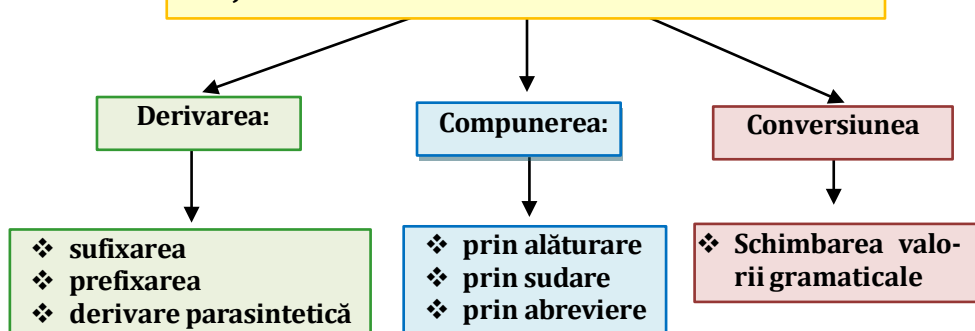 Derivarea:
Compunerea:
Conversiunea
❖ sufixarea
❖ prefixarea
❖ derivare parasintetică
❖ prin alăturare
❖ prin sudare
❖ prin abreviere
❖ Schimbarea valo-
rii gramaticale